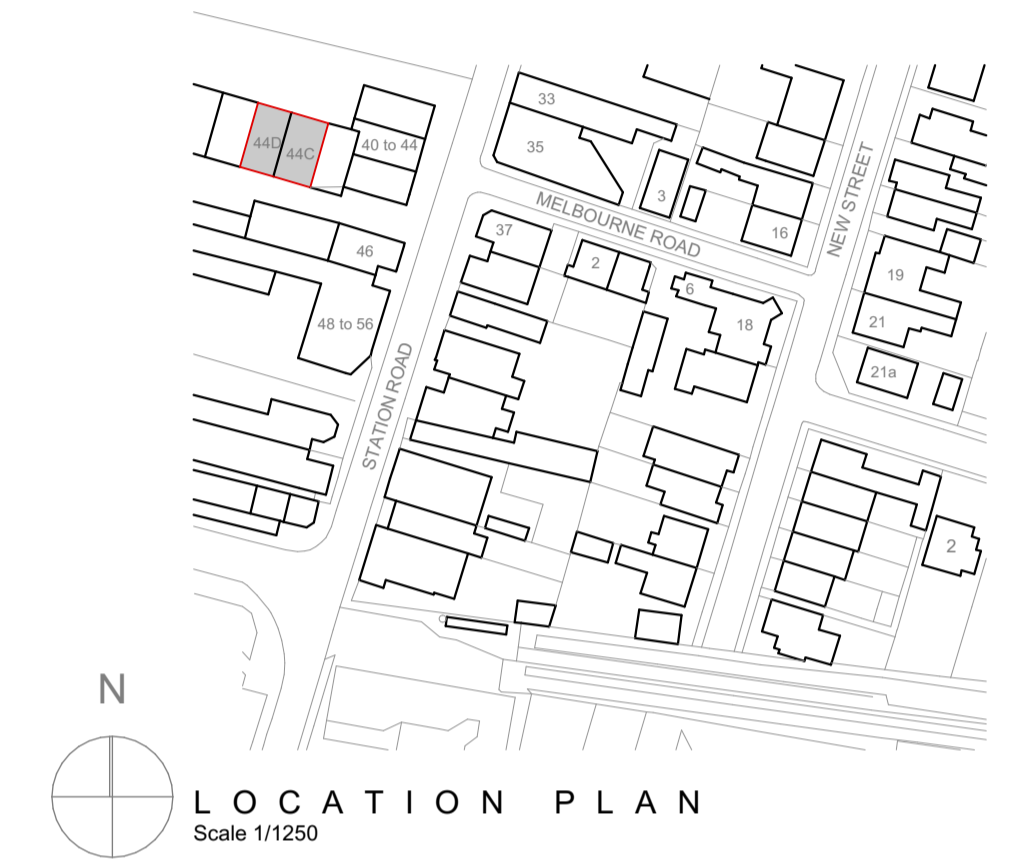 33
44D
44C
40 to 44
35
3
16
MELBOURNE ROAD
NEW STREET
37
46
2
6
19
18
21
48 to 56
21a
STATION ROAD
2
N
LOCATION PLAN
Scale 1/1250